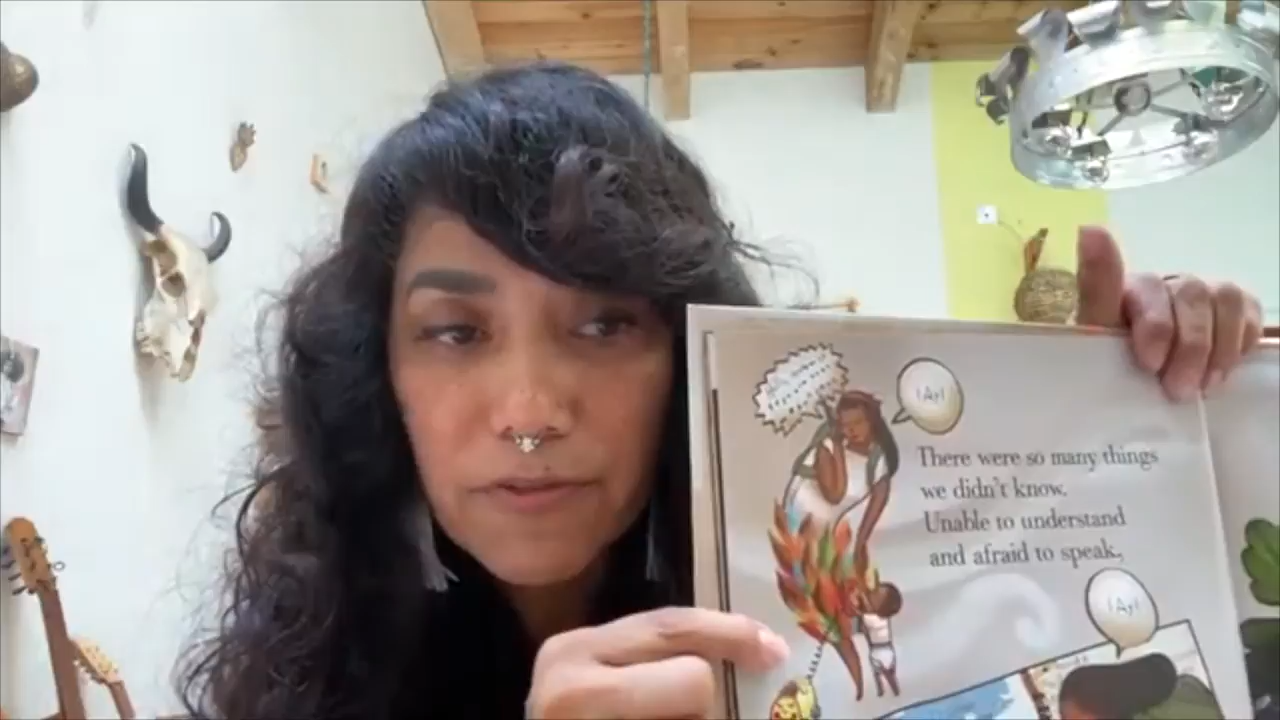 ¡Ay!
There were so many things
we didn't know.
Unable to understand
and afraid to speak,
¡Ay!